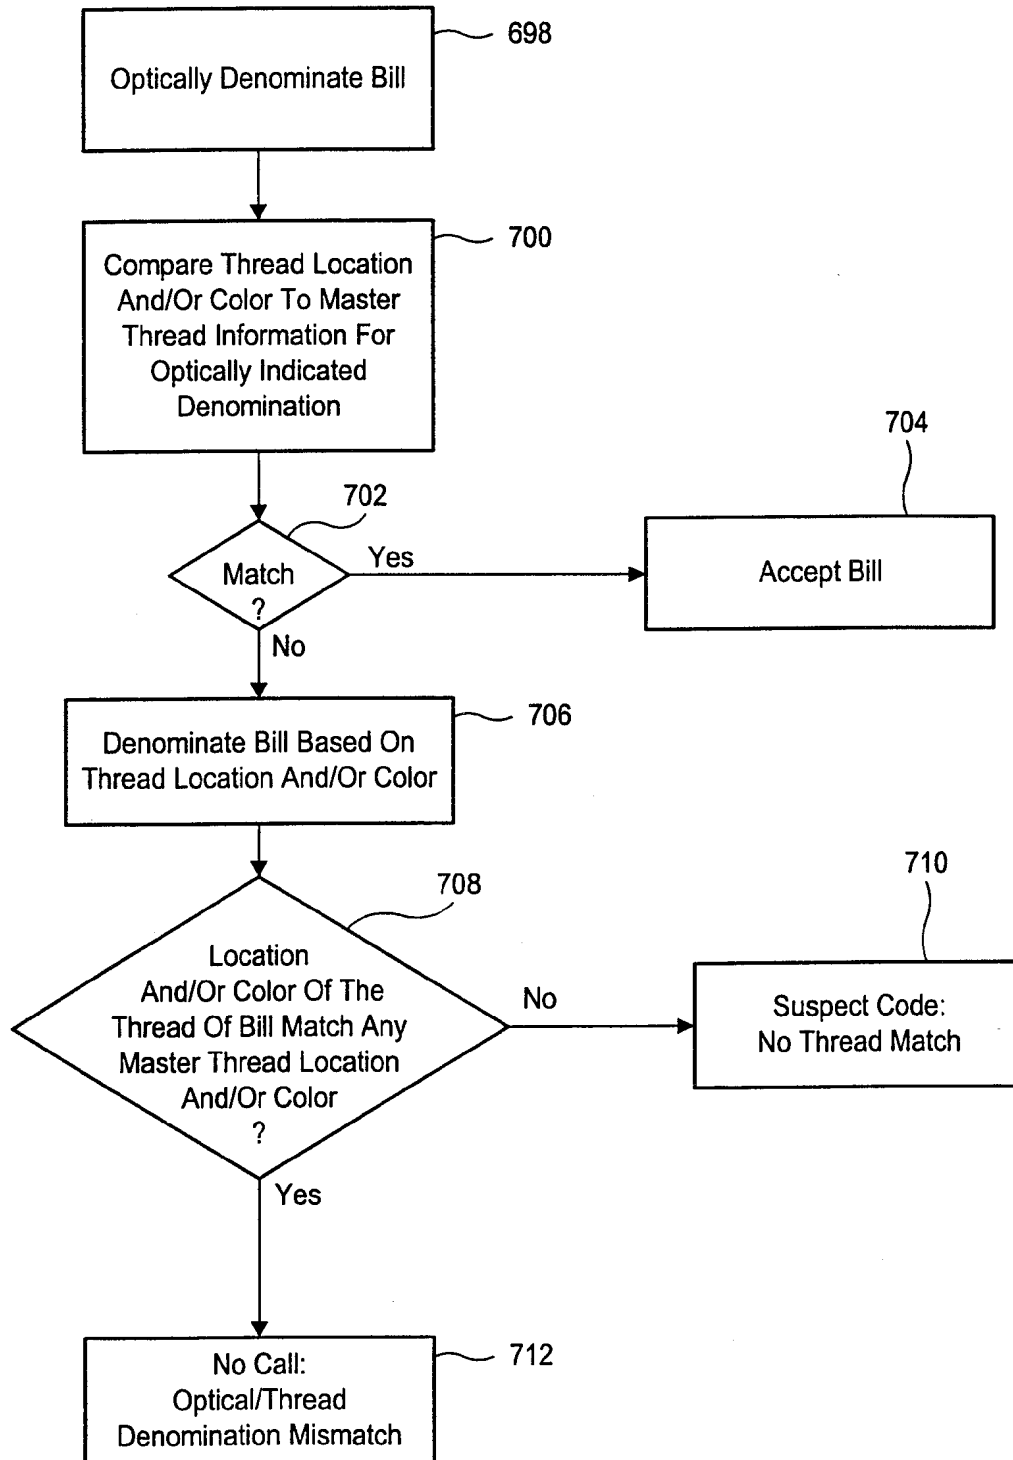 698
Optically Denominate Bill
700
Compare Thread Location
And/Or Color To Master
Thread Information For
Optically Indicated
Denomination
704
702
Yes
Match
?
Accept Bill
No
706
Denominate Bill Based On
Thread Location And/Or Color
708
710
Location
And/Or Color Of The
Thread Of Bill Match Any
Master Thread Location
And/Or Color
?
No
Suspect Code:
No Thread Match
Yes
712
No Call:
Optical/Thread
Denomination Mismatch